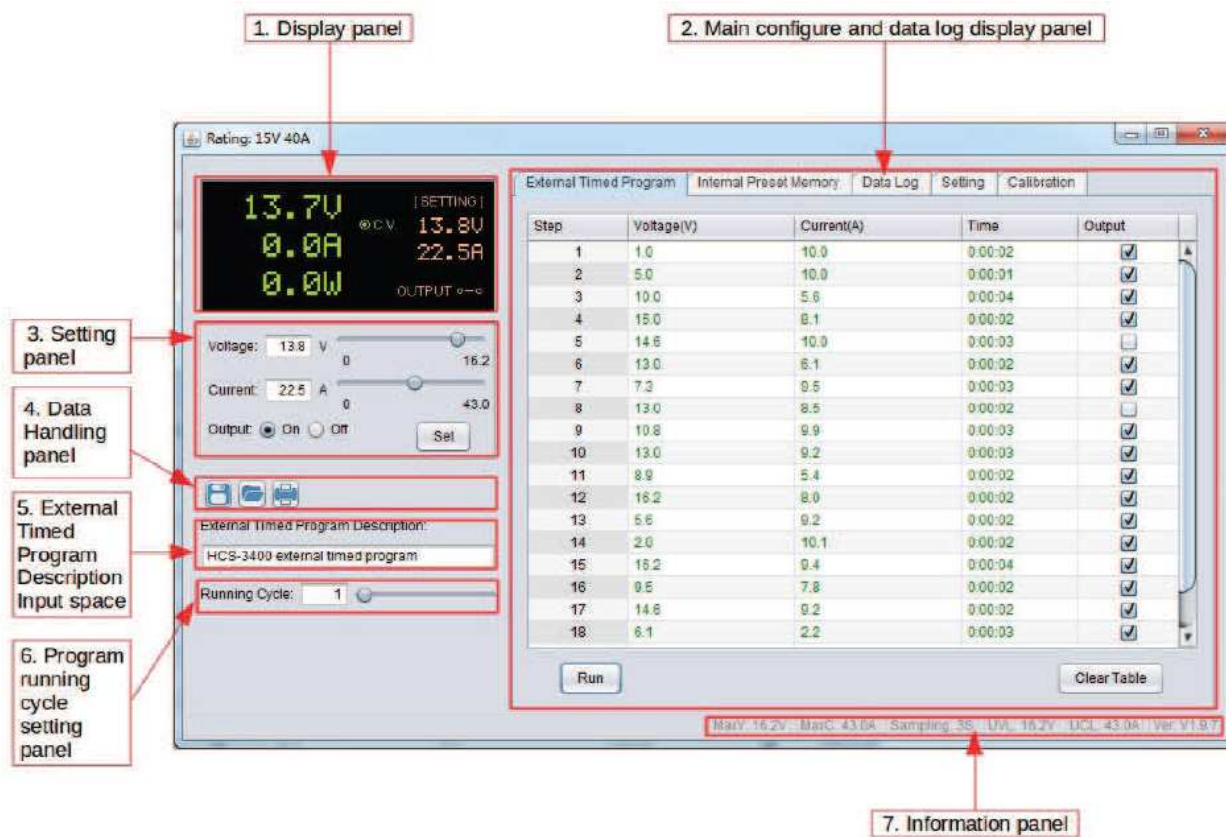 1. Display panel
2. Main configure and data log display panel
Rating: 15V 40A
13.7V
CV
[SETTING]
13.8V
0.0A
22.5A
0.0W
OUTPUT
3. Setting
panel
Voltage: 13.8 V
0 16.2
Current: 22.5 A
0 43.0
Output: On Off
Set
4. Data
Handling
panel
5. External
Timed
Program
Description
Input space
External Timed Program Description:
HCS-3400 external timed program
Running Cycle: 1
6. Program
running
cycle
setting
panel
External Timed Program Internal Preset Memory Data Log Setting Calibration
Step Voltage(V) Current(A) Time Output
1 1.0 10.0 0:00:02
2 5.0 10.0 0:00:01
3 10.0 5.6 0:00:04
4 15.0 8.1 0:00:02
5 14.6 10.0 0:00:03
6 13.0 6.1 0:00:02
7 7.3 9.5 0:00:03
8 13.0 8.5 0:00:02
9 10.8 9.9 0:00:03
10 13.0 9.2 0:00:03
11 8.9 5.4 0:00:02
12 16.2 8.0 0:00:02
13 5.6 9.2 0:00:02
14 2.0 10.1 0:00:02
15 16.2 9.4 0:00:04
16 9.5 7.8 0:00:02
17 14.6 9.2 0:00:02
18 6.1 2.2 0:00:03
Run
Clear Table
MaxV: 16.2V MaxC: 43.0A Sampling: 3S UVL: 16.2V UCL: 43.0A Ver: V1.9.7
7. Information panel